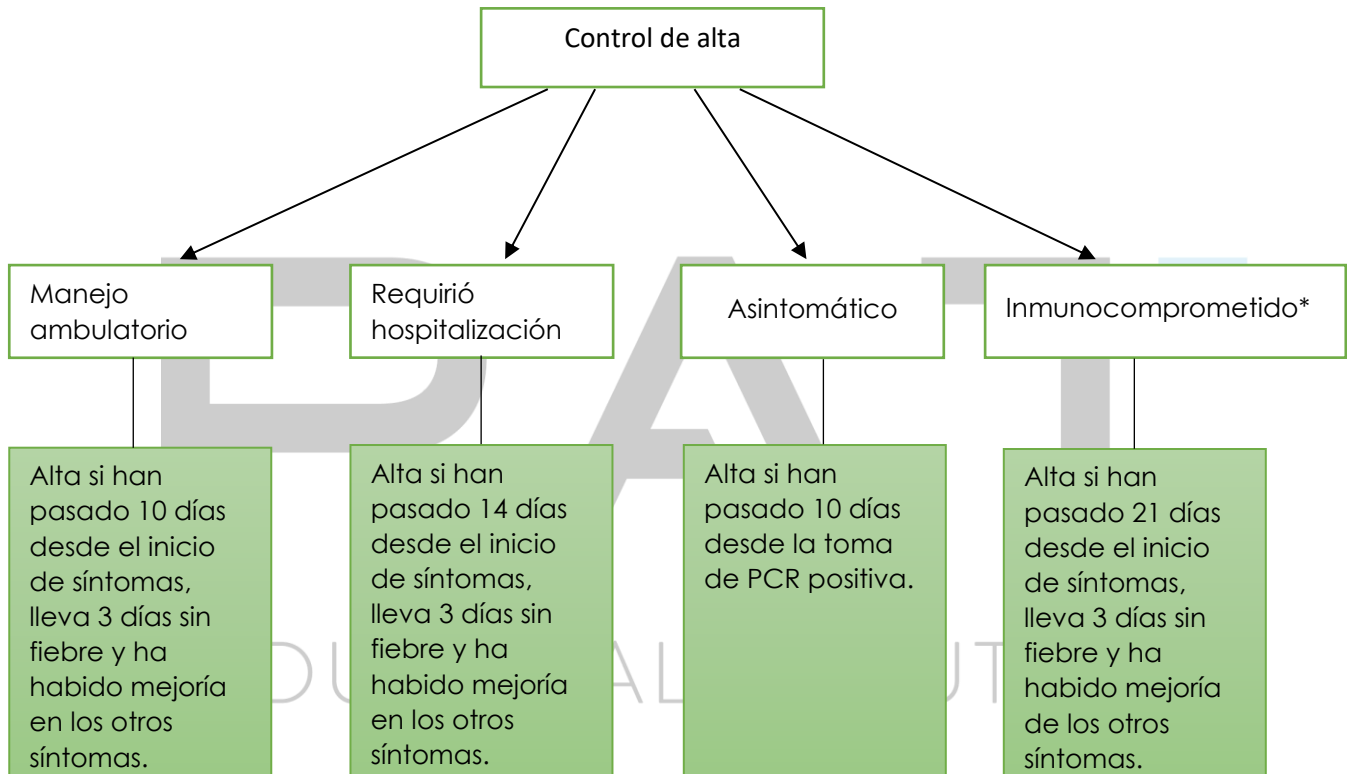 Control de alta
Manejo
ambulatorio
Requirió
hospitalización
Asintomático
Inmunocomprometido*
Alta si han
pasado 10 días
desde el inicio
de síntomas,
lleva 3 días sin
fiebre y ha
habido mejoría
en los otros
síntomas.
Alta si han
pasado 14 días
desde el inicio
de síntomas,
lleva 3 días sin
fiebre y ha
habido mejoría
en los otros
síntomas.
Alta si han
pasado 10 días
desde la toma
de PCR positiva.
Alta si han
pasado 21 días
desde el inicio
de síntomas,
lleva 3 días sin
fiebre y ha
habido mejoría
de los otros
síntomas.